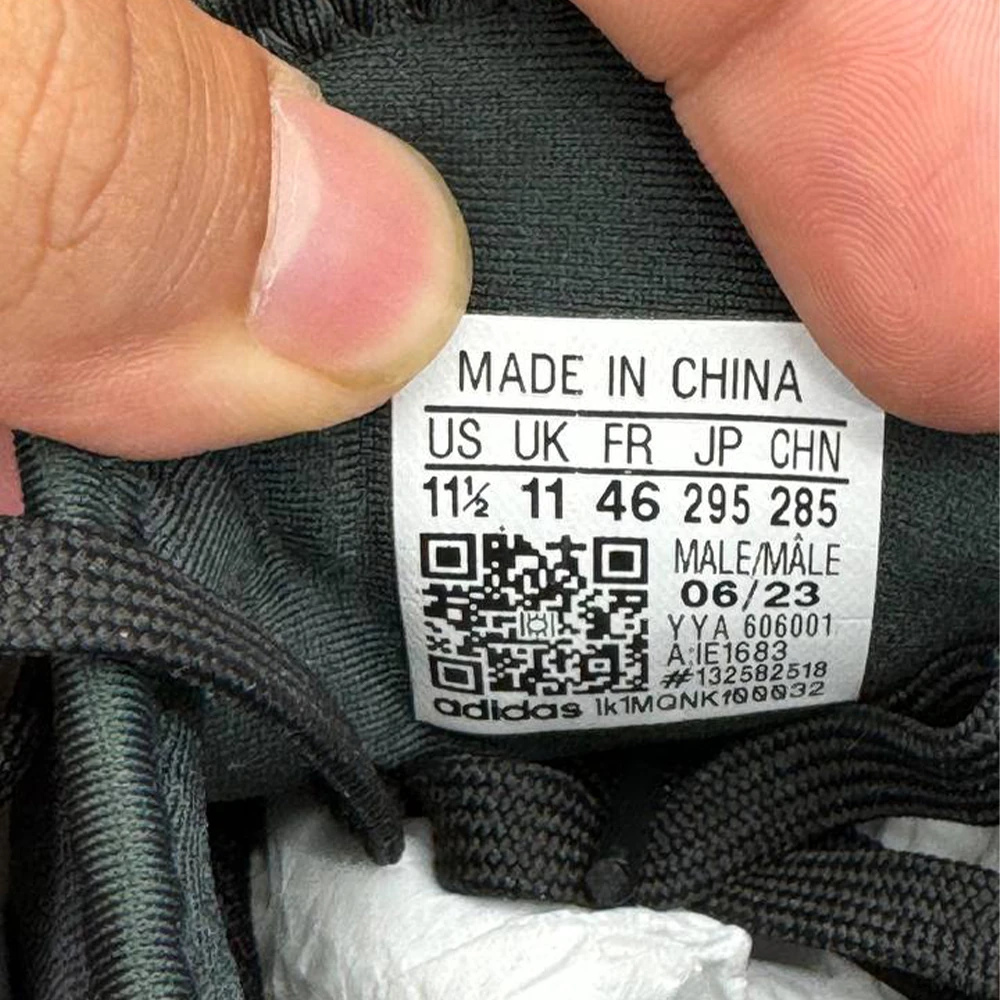 MADE IN CHINA
US UK FR JP CHN
11½ 11 46 295 285
MALE/MÂLE
06/23
YYA 606001
A:IE1683
#132582518
adidas 1k1MQNK100032